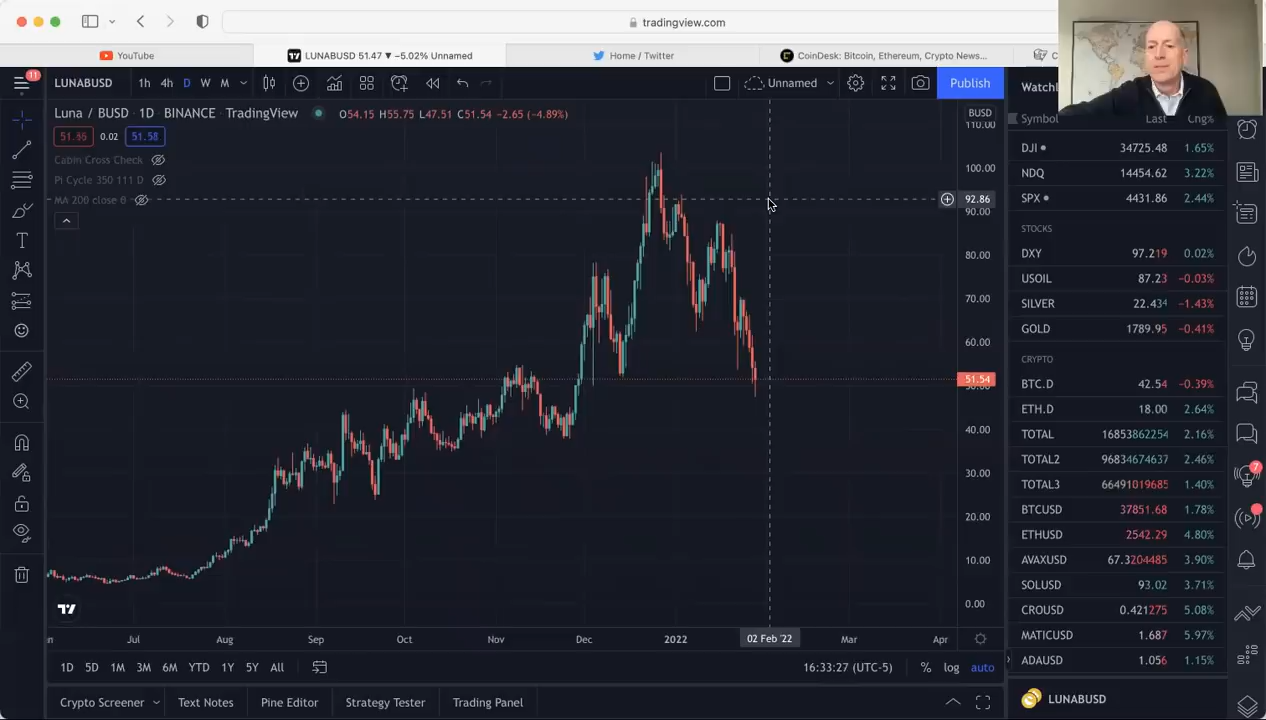 tradingview.com
YouTube
LUNABUSD 51.47 ▼ −5.02% Unnamed
Home / Twitter
CoinDesk: Bitcoin, Ethereum, Crypto News...
11
LUNABUSD
1h 4h D W M
Unnamed
Publish
Luna / BUSD · 1D · BINANCE · TradingView
O54.15 H55.75 L47.51 C51.54 −2.65 (−4.89%)
51.58
0.02
Cabin Cross Check
Pi Cycle 350 111 D
MA 200 close 0
BUSD
110.00
100.00
92.86
90.00
80.00
70.00
60.00
51.54
50.00
40.00
30.00
20.00
10.00
0.00
Jul Aug Sep Oct Nov Dec 2022 02 Feb '22 Mar Apr
1D 5D 1M 3M 6M YTD 1Y 5Y All
16:33:27 (UTC-5) % log auto
Crypto Screener Text Notes Pine Editor Strategy Tester Trading Panel
Symbol Last Chg%
DJI 34725.48 1.65%
NDQ 14454.62 3.22%
SPX 4431.86 2.44%
STOCKS
DXY 97.219 0.02%
USOIL 87.23 −0.03%
SILVER 22.434 −1.43%
GOLD 1789.95 −0.41%
CRYPTO
BTC.D 42.54 −0.39%
ETH.D 18.00 2.64%
TOTAL 16853862254 2.16%
TOTAL2 96834674637 2.46%
TOTAL3 66491019685 1.40%
BTCUSD 37851.68 1.78%
ETHUSD 2542.29 4.80%
AVAXUSD 67.3204485 3.90%
SOLUSD 93.02 3.71%
CROUSD 0.421275 5.08%
MATICUSD 1.687 5.97%
ADAUSD 1.056 1.15%
LUNABUSD
7